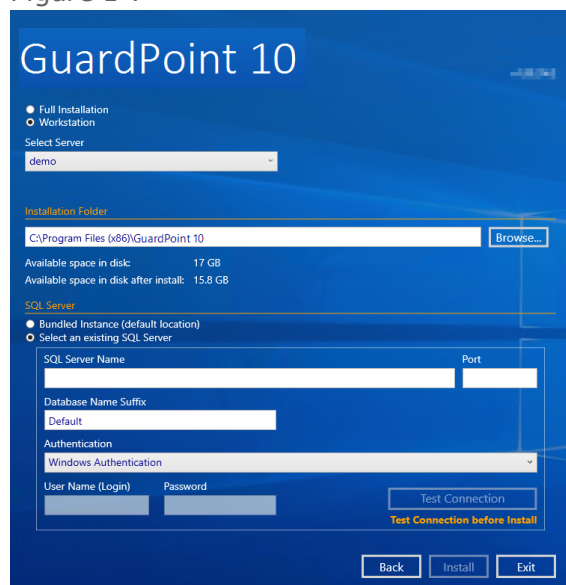 GuardPoint 10
Full Installation
Workstation
Select Server
demo
Installation Folder
C:\Program Files (x86)\GuardPoint 10
Browse...
Available space in disk: 17 GB
Available space in disk after install: 15.8 GB
SQL Server
Bundled Instance (default location)
Select an existing SQL Server
SQL Server Name Port
Database Name Suffix
Default
Authentication
Windows Authentication
User Name (Login) Password
Test Connection
Test Connection before Install
Back Install Exit